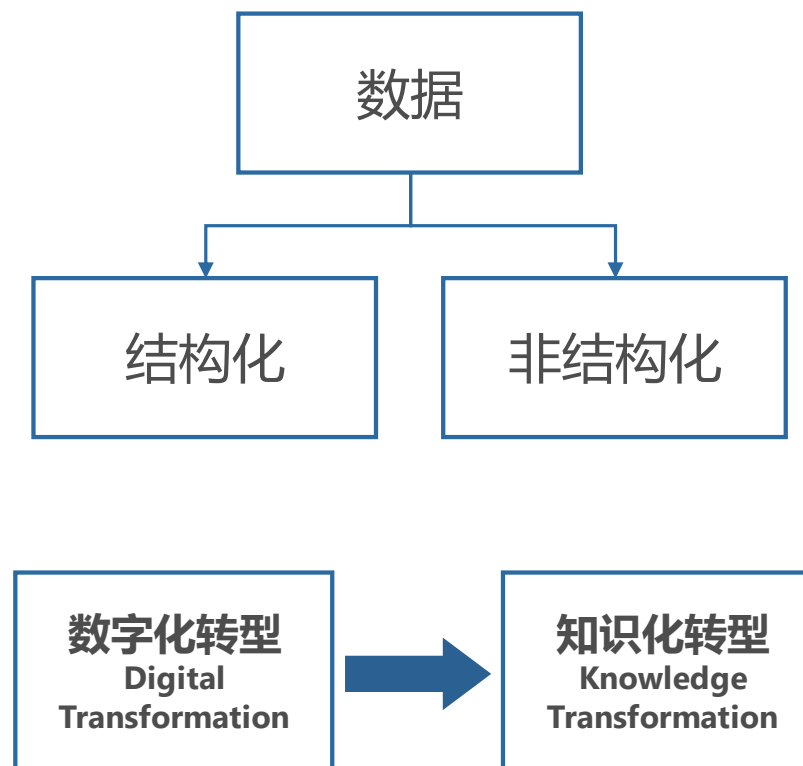 数据
结构化
非结构化
数字化转型
Digital
Transformation
知识化转型
Knowledge
Transformation